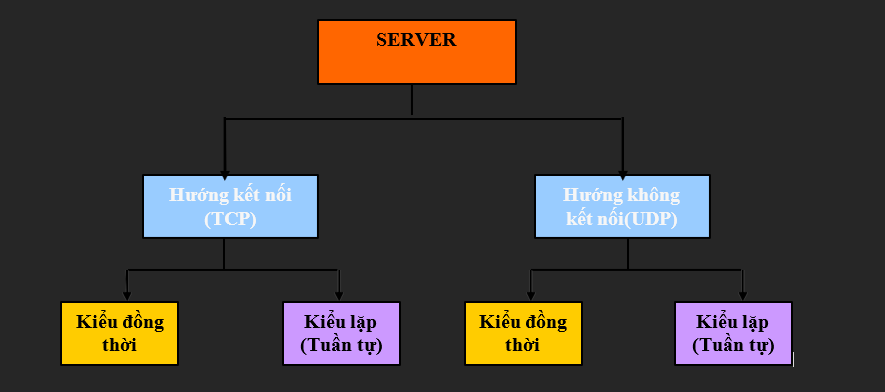 SERVER
Hướng kết nối
(TCP)
Hướng không
kết nối(UDP)
Kiểu đồng
thời
Kiểu lặp
(Tuần tự)
Kiểu đồng
thời
Kiểu lặp
(Tuần tự)